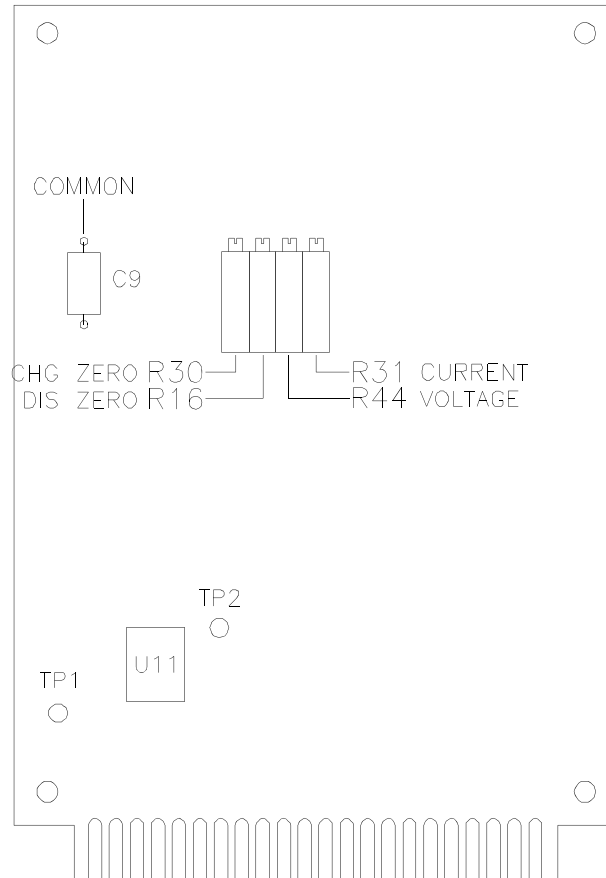 COMMON
C9
CHG ZERO R30
R31 CURRENT
DIS ZERO R16
R44 VOLTAGE
TP2
U11
TP1